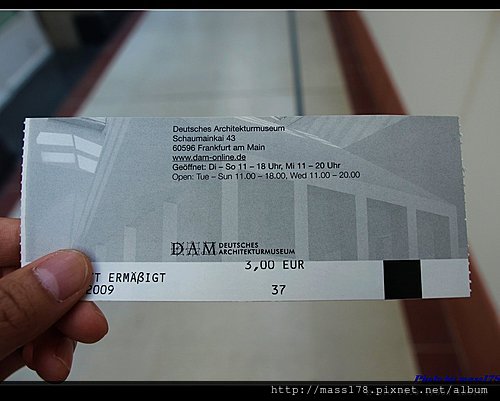 Deutsches Architekturmuseum
Schaumainkai 43
60596 Frankfurt am Main
www.dam-online.de
Geöffnet: Di – So 11 – 18 Uhr, Mi 11 – 20 Uhr
Open: Tue – Sun 11.00 – 18.00, Wed 11.00 – 20.00
DAM DEUTSCHES
ARCHITEKTURMUSEUM
3,00 EUR
T ERMÄßIGT
2009 37
http://mass178.pixnet.net/album